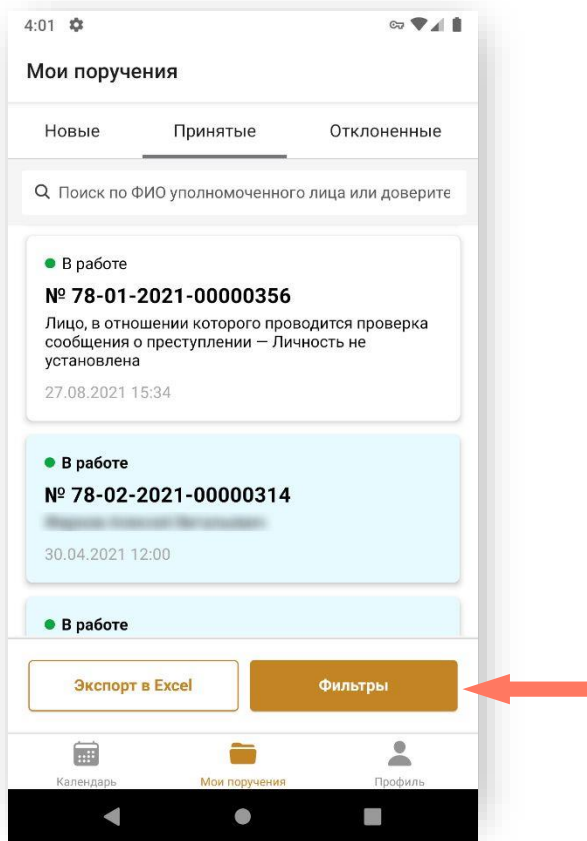 4:01
Мои поручения
Новые Принятые Отклоненные
Поиск по ФИО уполномоченного лица или доверите
В работе
№ 78-01-2021-00000356
Лицо, в отношении которого проводится проверка
сообщения о преступлении — Личность не
установлена
27.08.2021 15:34
В работе
№ 78-02-2021-00000314
30.04.2021 12:00
В работе
Экспорт в Excel Фильтры
Календарь Мои поручения Профиль